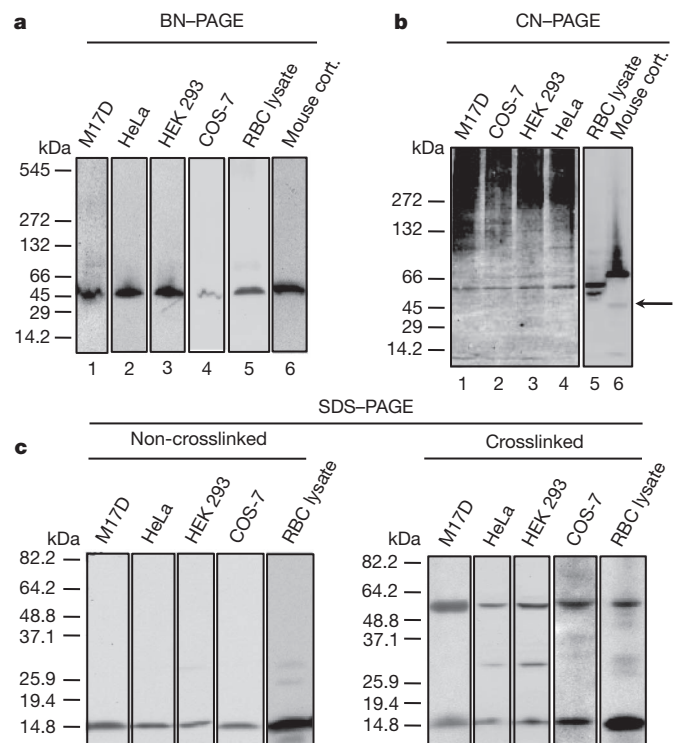 a BN–PAGE
M17D HeLa HEK 293 COS-7 RBC lysate Mouse cort.
kDa
545
272
132
66
45
29
14.2
1 2 3 4 5 6
b CN–PAGE
M17D COS-7 HEK 293 HeLa RBC lysate Mouse cort.
kDa
272
132
66
45
29
14.2
1 2 3 4 5 6
SDS–PAGE
c Non-crosslinked
M17D HeLa HEK 293 COS-7 RBC lysate
kDa
82.2
64.2
48.8
37.1
25.9
19.4
14.8
Crosslinked
M17D HeLa HEK 293 COS-7 RBC lysate
kDa
82.2
64.2
48.8
37.1
25.9
19.4
14.8